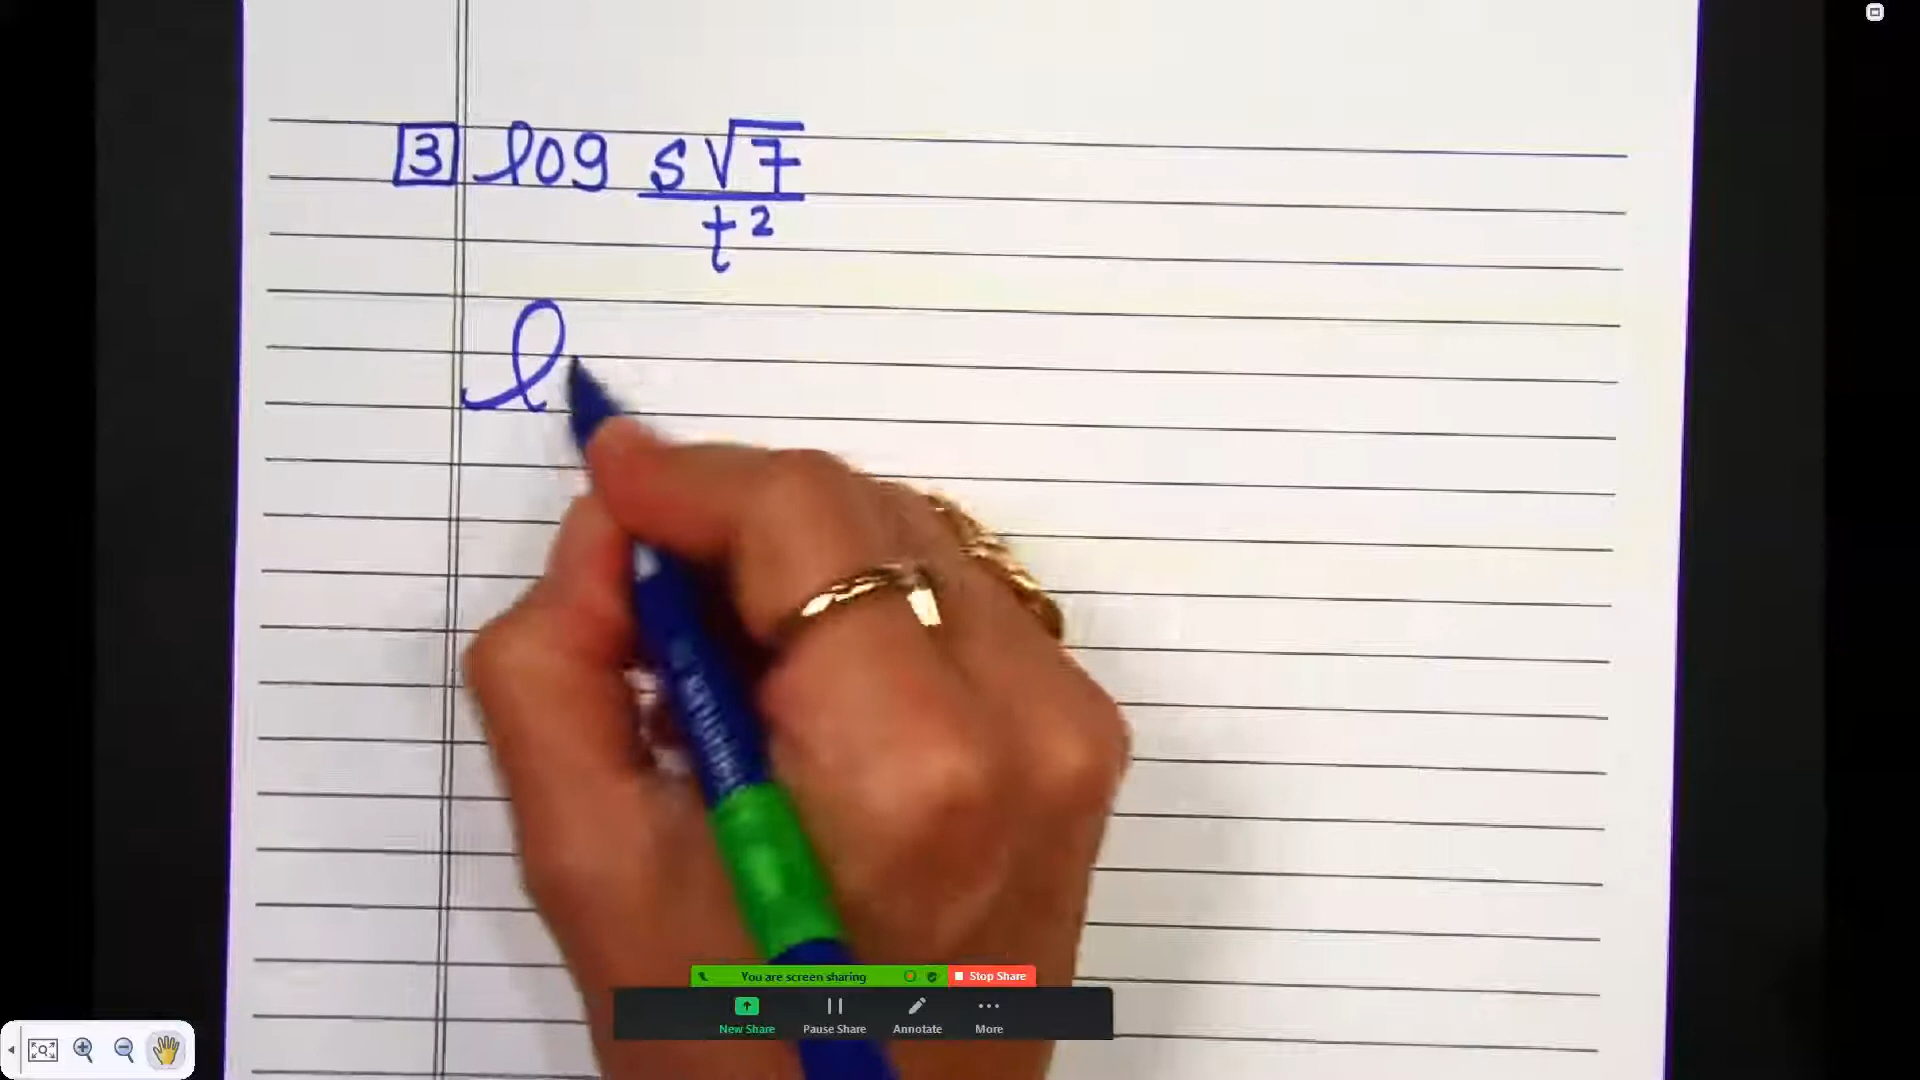 3 log s√7
t²
l
You are screen sharing Stop Share
New Share Pause Share Annotate More